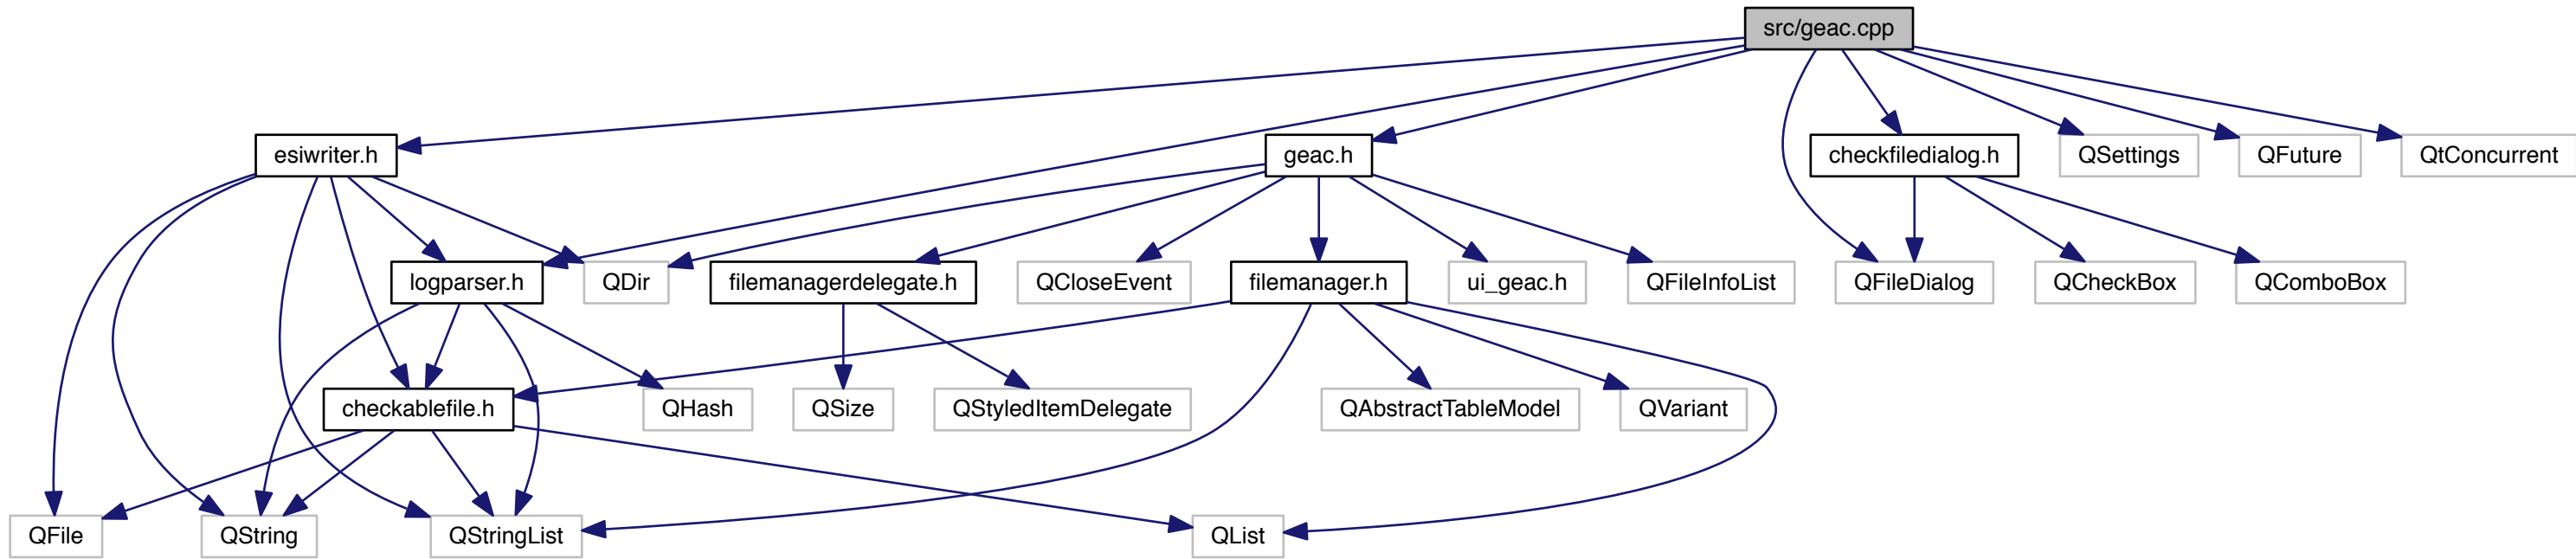 src/geac.cpp
esiwriter.h
geac.h
checkfiledialog.h
QSettings
QFuture
QtConcurrent
logparser.h
QDir
filemanagerdelegate.h
QCloseEvent
filemanager.h
ui_geac.h
QFileInfoList
QFileDialog
QCheckBox
QComboBox
checkablefile.h
QHash
QSize
QStyledItemDelegate
QAbstractTableModel
QVariant
QFile
QString
QStringList
QList